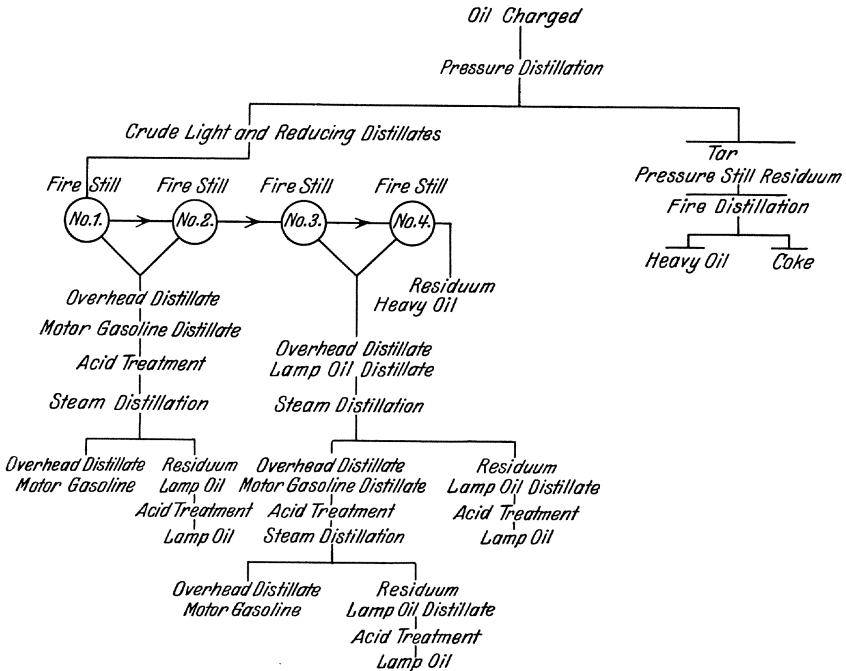 Oil Charged
Pressure Distillation
Crude Light and Reducing Distillates
Tar
Pressure Still Residuum
Fire Distillation
Heavy Oil
Coke
Fire Still
Fire Still
Fire Still
Fire Still
No.1.
No.2.
No.3.
No.4.
Residuum
Heavy Oil
Overhead Distillate
Motor Gasoline Distillate
Acid Treatment
Steam Distillation
Overhead Distillate
Motor Gasoline
Residuum
Lamp Oil
Acid Treatment
Lamp Oil
Overhead Distillate
Lamp Oil Distillate
Steam Distillation
Overhead Distillate
Motor Gasoline Distillate
Acid Treatment
Steam Distillation
Overhead Distillate
Motor Gasoline
Residuum
Lamp Oil Distillate
Acid Treatment
Lamp Oil
Residuum
Lamp Oil Distillate
Acid Treatment
Lamp Oil